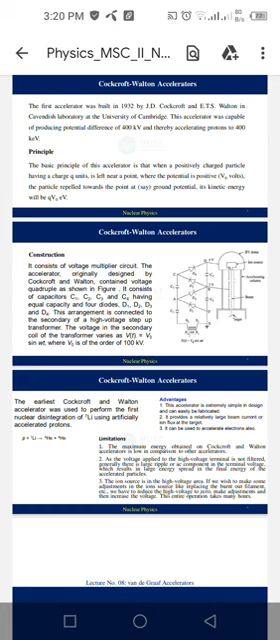 3:20 PM
Physics_MSC_II_N...
Cockcroft-Walton Accelerators
The first accelerator was built in 1932 by J.D. Cockcroft and E.T.S. Walton in
Cavendish laboratory at the University of Cambridge. This accelerator was capable
of producing potential difference of 400 kV and thereby accelerating protons to 400
keV.
Principle
The basic principle of this accelerator is that when a positively charged particle
having a charge q units, is left near a point, where the potential is positive (V₀ volts),
the particle repelled towards the point at (say) ground potential, its kinetic energy
will be qV₀ eV.
Nuclear Physics
Cockcroft-Walton Accelerators
Construction
It consists of voltage multiplier circuit. The
accelerator, originally designed by
Cockcroft and Walton, contained voltage
quadruple as shown in Figure . It consists
of capacitors C₁, C₂, C₃ and C₄ having
equal capacity and four diodes, D₁, D₂, D₃
and D₄. This arrangement is connected to
the secondary of a high-voltage step up
transformer. The voltage in the secondary
coil of the transformer varies as V(t) = V₀
sin ωt, where V₀ is of the order of 100 kV.
Ion source
Accelerating
column
Beam
Target
Nuclear Physics
Cockcroft-Walton Accelerators
The earliest Cockcroft and Walton
accelerator was used to perform the first
nuclear disintegration of ⁷Li using artificially
accelerated protons.
p + ⁷Li → ⁴He + ⁴He
Advantages
1. This accelerator is extremely simple in design
and can easily be fabricated.
2. It provides a relatively large beam current or
ion flux at the target.
3. It can be used to accelerate electrons also.
Limitations
1. The maximum energy obtained on Cockcroft and Walton
accelerators is low in comparison to other accelerators.
2. As the voltage applied to the high-voltage terminal is not filtered,
generally there is large ripple or ac component in the terminal voltage,
which results in large energy spread in the final energy of the
accelerated particles.
3. The ion source is in the high-voltage area. If we wish to make some
adjustments in the ion source like replacing the burnt out filament,
etc., we have to reduce the high-voltage to zero, make adjustments and
then increase the voltage. This entire operation takes many hours.
Nuclear Physics
Lecture No. 08: van de Graaf Accelerators